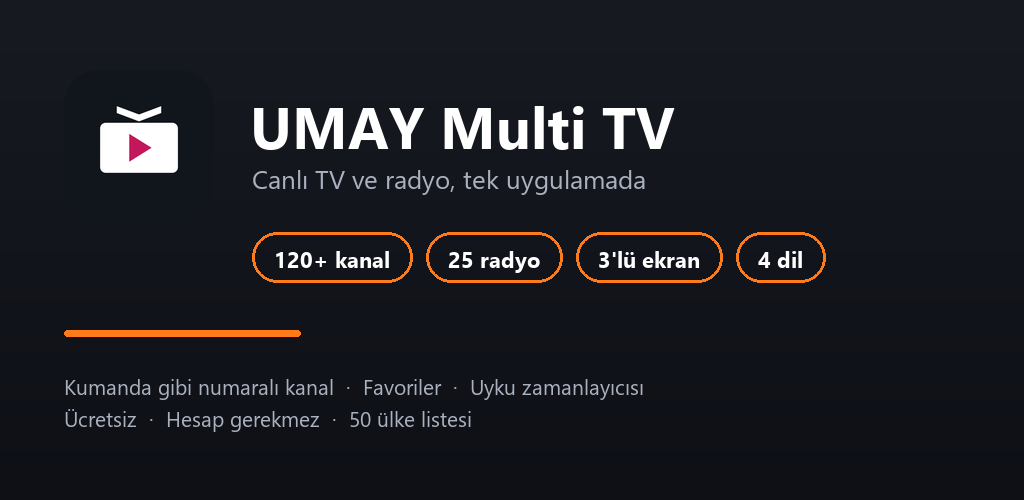 UMAY Multi TV
Canlı TV ve radyo, tek uygulamada
120+ kanal 25 radyo 3'lü ekran 4 dil
Kumanda gibi numaralı kanal · Favoriler · Uyku zamanlayıcısı
Ücretsiz · Hesap gerekmez · 50 ülke listesi